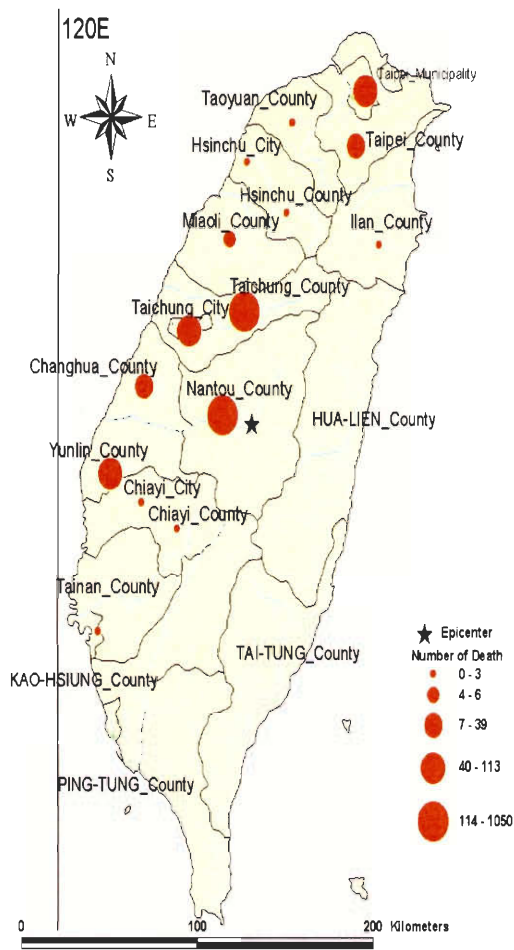 120E
N
W E
S
Taipei_Municipality
Taoyuan_County
Taipei_County
Hsinchu_City
Hsinchu_County
Ilan_County
Miaoli_County
Taichung_County
Taichung_City
Changhua_County
Nantou_County
HUA-LIEN_County
Yunlin_County
Chiayi_City
Chiayi_County
Tainan_County
TAI-TUNG_County
KAO-HSIUNG_County
PING-TUNG_County
Epicenter
Number of Death
0 - 3
4 - 6
7 - 39
40 - 113
114 - 1050
0 100 200 Kilometers